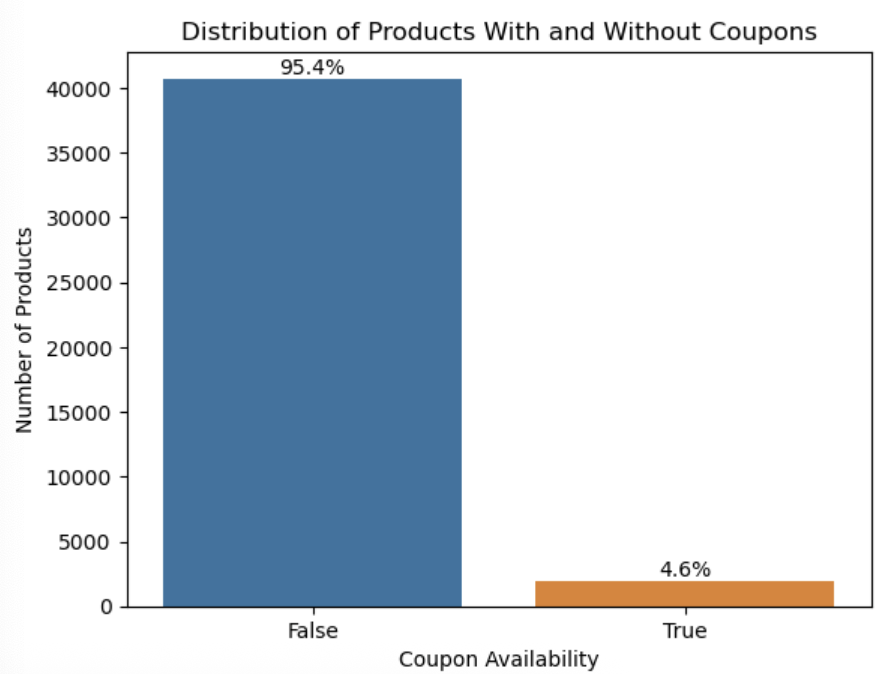 Distribution of Products With and Without Coupons
95.4%
40000
35000
30000
25000
20000
15000
10000
5000
0
4.6%
False
True
Number of Products
Coupon Availability